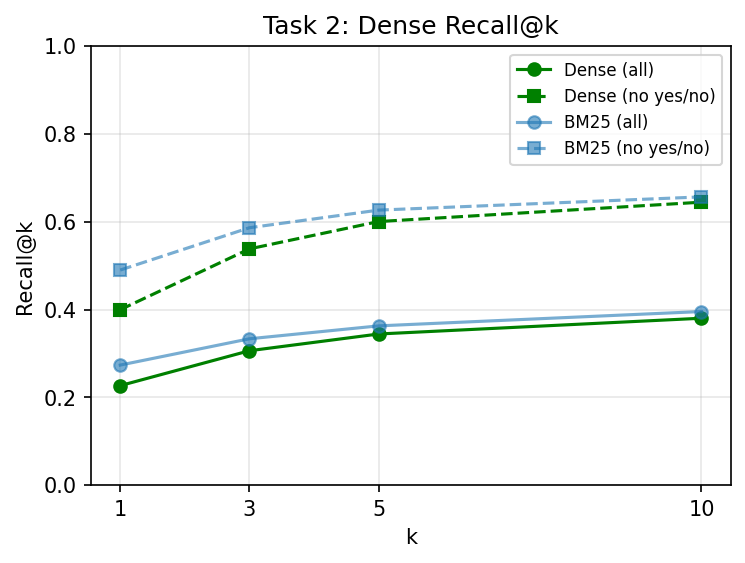 Task 2: Dense Recall@k
Dense (all)
Dense (no yes/no)
BM25 (all)
BM25 (no yes/no)
Recall@k
1.0
0.8
0.6
0.4
0.2
0.0
1
3
5
10
k